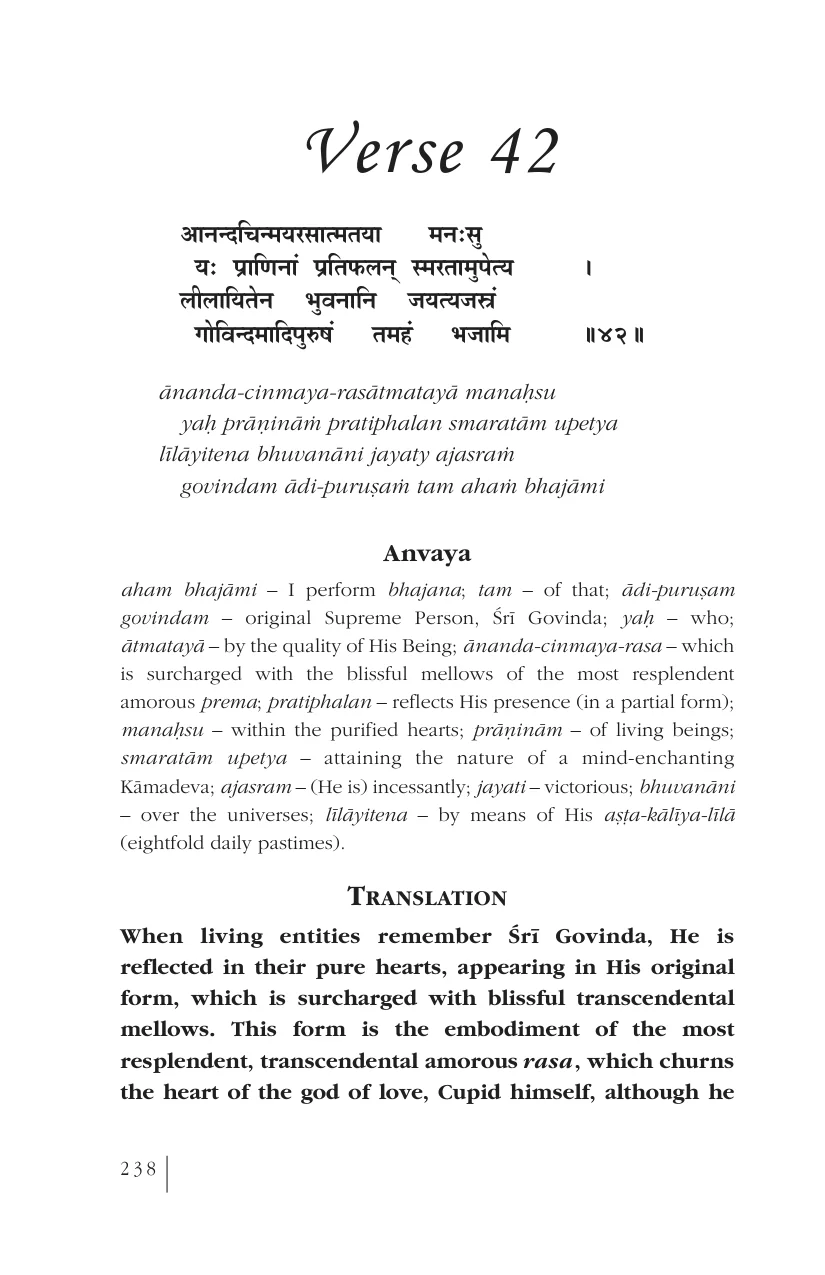 Verse 42
आनन्दचिन्मयरसात्मतया मनःसु
यः प्राणिनां प्रतिफलन् स्मरतामुपेत्य ।
लीलायितेन भुवनानि जयत्यजस्रं
गोविन्दमादिपुरुषं तमहं भजामि ॥४२॥
ānanda-cinmaya-rasātmatayā manaḥsu
yaḥ prāṇināṁ pratiphalan smaratām upetya
līlāyitena bhuvanāni jayaty ajasraṁ
govindam ādi-puruṣaṁ tam ahaṁ bhajāmi
Anvaya
aham bhajāmi – I perform bhajana; tam – of that; ādi-puruṣam
govindam – original Supreme Person, Śrī Govinda; yaḥ – who;
ātmatayā – by the quality of His Being; ānanda-cinmaya-rasa – which
is surcharged with the blissful mellows of the most resplendent
amorous prema; pratiphalan – reflects His presence (in a partial form);
manaḥsu – within the purified hearts; prāṇinām – of living beings;
smaratām upetya – attaining the nature of a mind-enchanting
Kāmadeva; ajasram – (He is) incessantly; jayati – victorious; bhuvanāni
– over the universes; līlāyitena – by means of His aṣṭa-kālīya-līlā
(eightfold daily pastimes).
TRANSLATION
When living entities remember Śrī Govinda, He is
reflected in their pure hearts, appearing in His original
form, which is surcharged with blissful transcendental
mellows. This form is the embodiment of the most
resplendent, transcendental amorous rasa, which churns
the heart of the god of love, Cupid himself, although he
238